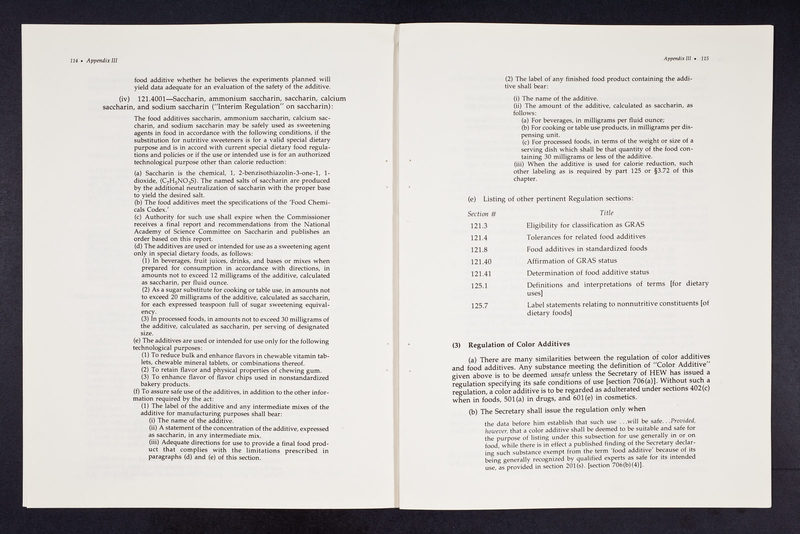 114 • Appendix III
food additive whether he believes the experiments planned will
yield data adequate for an evaluation of the safety of the additive.
(iv) 121.4001—Saccharin, ammonium saccharin, saccharin, calcium
saccharin, and sodium saccharin ("Interim Regulation" on saccharin):
The food additives saccharin, ammonium saccharin, calcium sac-
charin, and sodium saccharin may be safely used as sweetening
agents in food in accordance with the following conditions, if the
substitution for nutritive sweeteners is for a valid special dietary
purpose and is in accord with current special dietary food regula-
tions and policies or if the use or intended use is for an authorized
technological purpose other than calorie reduction:
(a) Saccharin is the chemical, 1, 2-benzisothiazolin-3-one-1, 1-
dioxide, (C7H5NO3S). The named salts of saccharin are produced
by the additional neutralization of saccharin with the proper base
to yield the desired salt.
(b) The food additives meet the specifications of the 'Food Chemi-
cals Codex.'
(c) Authority for such use shall expire when the Commissioner
receives a final report and recommendations from the National
Academy of Science Committee on Saccharin and publishes an
order based on this report.
(d) The additives are used or intended for use as a sweetening agent
only in special dietary foods, as follows:
(1) In beverages, fruit juices, drinks, and bases or mixes when
prepared for consumption in accordance with directions, in
amounts not to exceed 12 milligrams of the additive, calculated
as saccharin, per fluid ounce.
(2) As a sugar substitute for cooking or table use, in amounts not
to exceed 20 milligrams of the additive, calculated as saccharin,
for each expressed teaspoon full of sugar sweetening equival-
ency.
(3) In processed foods, in amounts not to exceed 30 milligrams of
the additive, calculated as saccharin, per serving of designated
size.
(e) The additives are used or intended for use only for the following
technological purposes:
(1) To reduce bulk and enhance flavors in chewable vitamin tab-
lets, chewable mineral tablets, or combinations thereof.
(2) To retain flavor and physical properties of chewing gum.
(3) To enhance flavor of flavor chips used in nonstandardized
bakery products.
(f) To assure safe use of the additives, in addition to the other infor-
mation required by the act:
(1) The label of the additive and any intermediate mixes of the
additive for manufacturing purposes shall bear:
(i) The name of the additive.
(ii) A statement of the concentration of the additive, expressed
as saccharin, in any intermediate mix.
(iii) Adequate directions for use to provide a final food prod-
uct that complies with the limitations prescribed in
paragraphs (d) and (e) of this section.
Appendix III • 115
(2) The label of any finished food product containing the addi-
tive shall bear:
(i) The name of the additive.
(ii) The amount of the additive, calculated as saccharin, as
follows:
(a) For beverages, in milligrams per fluid ounce;
(b) For cooking or table use products, in milligrams per dis-
pensing unit.
(c) For processed foods, in terms of the weight or size of a
serving dish which shall be that quantity of the food con-
taining 30 milligrams or less of the additive.
(iii) When the additive is used for calorie reduction, such
other labeling as is required by part 125 or §3.72 of this
chapter.
(e) Listing of other pertinent Regulation sections:
Section # Title
121.3 Eligibility for classification as GRAS
121.4 Tolerances for related food additives
121.8 Food additives in standardized foods
121.40 Affirmation of GRAS status
121.41 Determination of food additive status
125.1 Definitions and interpretations of terms [for dietary
uses]
125.7 Label statements relating to nonnutritive constituents [of
dietary foods]
(3) Regulation of Color Additives
(a) There are many similarities between the regulation of color additives
and food additives. Any substance meeting the definition of "Color Additive"
given above is to be deemed unsafe unless the Secretary of HEW has issued a
regulation specifying its safe conditions of use [section 706(a)]. Without such a
regulation, a color additive is to be regarded as adulterated under sections 402(c)
when in foods, 501(a) in drugs, and 601(e) in cosmetics.
(b) The Secretary shall issue the regulation only when
the data before him establish that such use . . .will be safe. . .Provided,
however, that a color additive shall be deemed to be suitable and safe for
the purpose of listing under this subsection for use generally in or on
food, while there is in effect a published finding of the Secretary declar-
ing such substance exempt from the term 'food additive' because of its
being generally recognized by qualified experts as safe for its intended
use, as provided in section 201(s). [section 706(b)(4)].